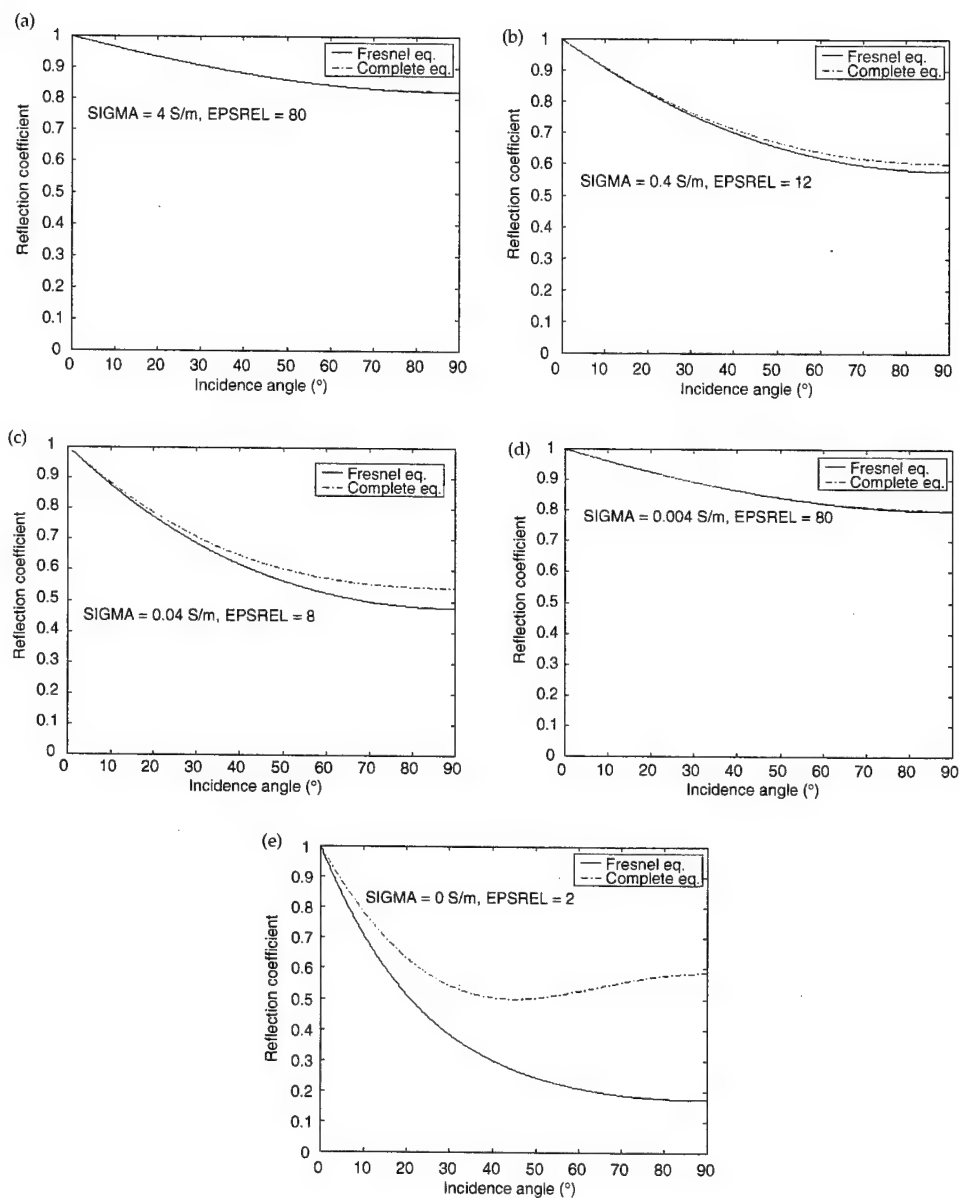 (a)
1
0.9
0.8
0.7
0.6
0.5
0.4
0.3
0.2
0.1
0
Reflection coefficient
Fresnel eq.
Complete eq.
SIGMA = 4 S/m, EPSREL = 80
0 10 20 30 40 50 60 70 80 90
Incidence angle (°)
(b)
1
0.9
0.8
0.7
0.6
0.5
0.4
0.3
0.2
0.1
0
Reflection coefficient
Fresnel eq.
Complete eq.
SIGMA = 0.4 S/m, EPSREL = 12
0 10 20 30 40 50 60 70 80 90
Incidence angle (°)
(c)
1
0.9
0.8
0.7
0.6
0.5
0.4
0.3
0.2
0.1
0
Reflection coefficient
Fresnel eq.
Complete eq.
SIGMA = 0.04 S/m, EPSREL = 8
0 10 20 30 40 50 60 70 80 90
Incidence angle (°)
(d)
1
0.9
0.8
0.7
0.6
0.5
0.4
0.3
0.2
0.1
0
Reflection coefficient
Fresnel eq.
Complete eq.
SIGMA = 0.004 S/m, EPSREL = 80
0 10 20 30 40 50 60 70 80 90
Incidence angle (°)
(e)
1
0.9
0.8
0.7
0.6
0.5
0.4
0.3
0.2
0.1
0
Reflection coefficient
Fresnel eq.
Complete eq.
SIGMA = 0 S/m, EPSREL = 2
0 10 20 30 40 50 60 70 80 90
Incidence angle (°)